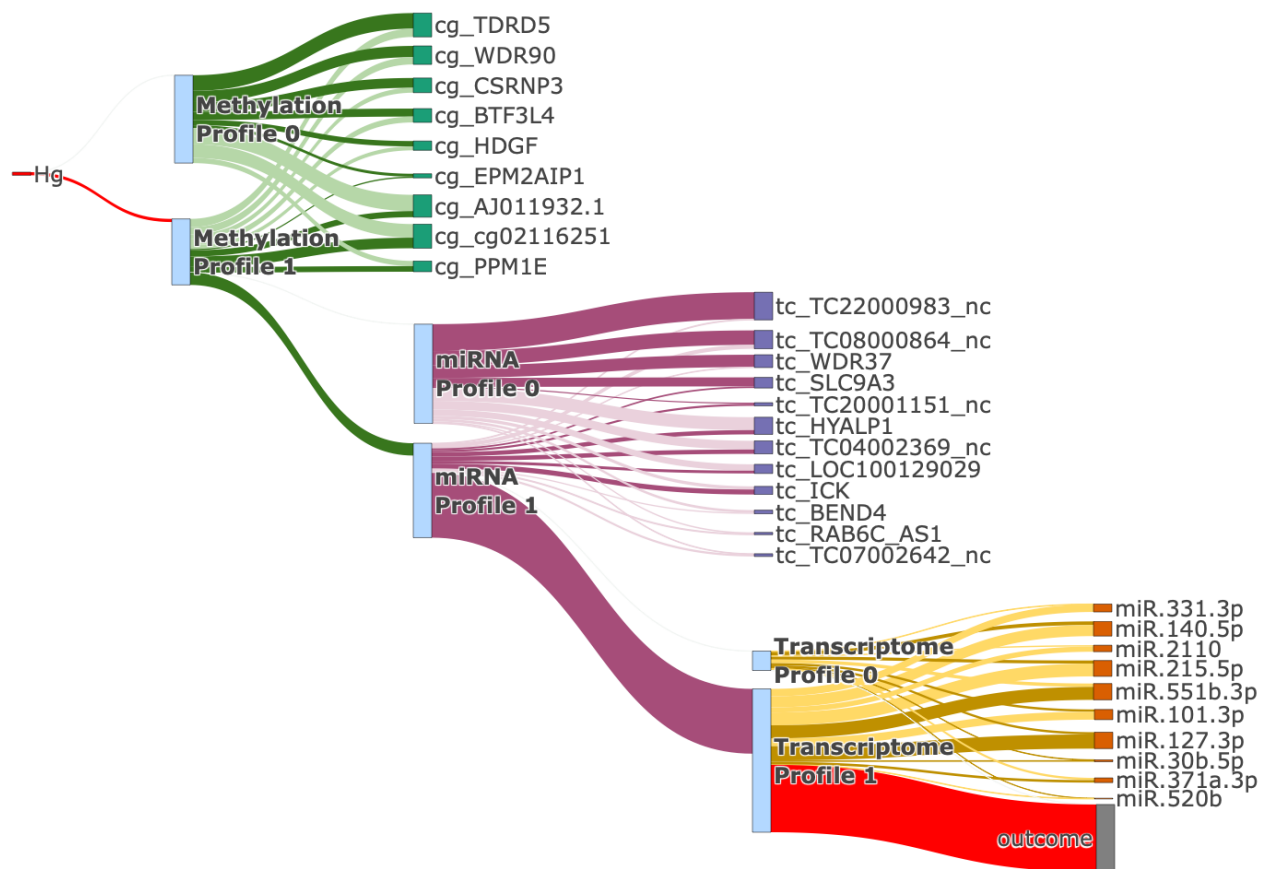 Hg
Methylation
Profile 0
Methylation
Profile 1
cg_TDRD5
cg_WDR90
cg_CSRNP3
cg_BTF3L4
cg_HDGF
cg_EPM2AIP1
cg_AJ011932.1
cg_cg02116251
cg_PPM1E
miRNA
Profile 0
miRNA
Profile 1
tc_TC22000983_nc
tc_TC08000864_nc
tc_WDR37
tc_SLC9A3
tc_TC20001151_nc
tc_HYALP1
tc_TC04002369_nc
tc_LOC100129029
tc_ICK
tc_BEND4
tc_RAB6C_AS1
tc_TC07002642_nc
Transcriptome
Profile 0
Transcriptome
Profile 1
miR.331.3p
miR.140.5p
miR.2110
miR.215.5p
miR.551b.3p
miR.101.3p
miR.127.3p
miR.30b.5p
miR.371a.3p
miR.520b
outcome